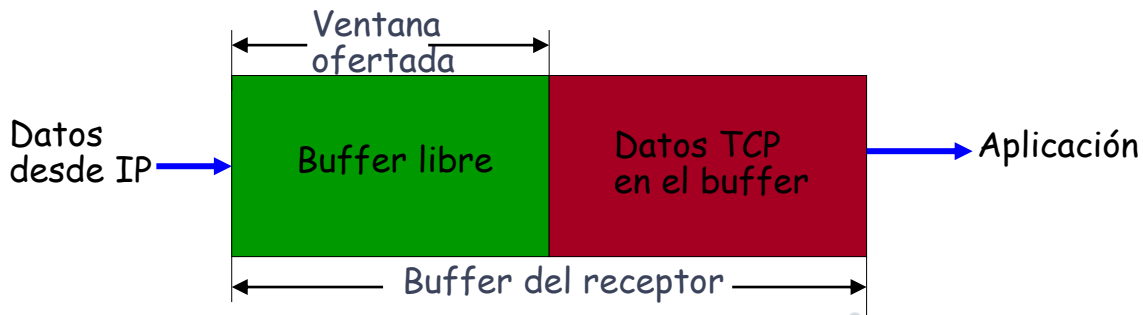 Ventana
ofertada
Datos
desde IP
Buffer libre
Datos TCP
en el buffer
Aplicación
Buffer del receptor